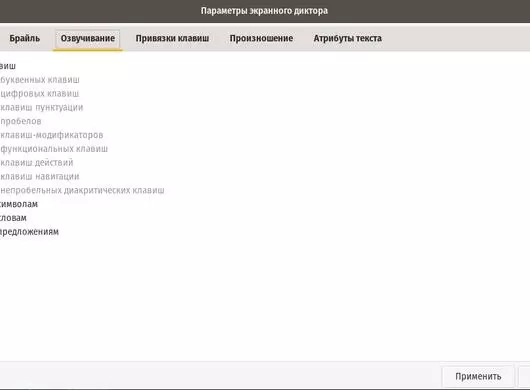 Параметры экранного диктора
Брайль Озвучивание Привязки клавиш Произношение Атрибуты текста
виш
буквенных клавиш
цифровых клавиш
клавиш пунктуации
пробелов
клавиш-модификаторов
функциональных клавиш
клавиш действий
клавиш навигации
непробельных диакритических клавиш
символам
словам
предложениям
Применить